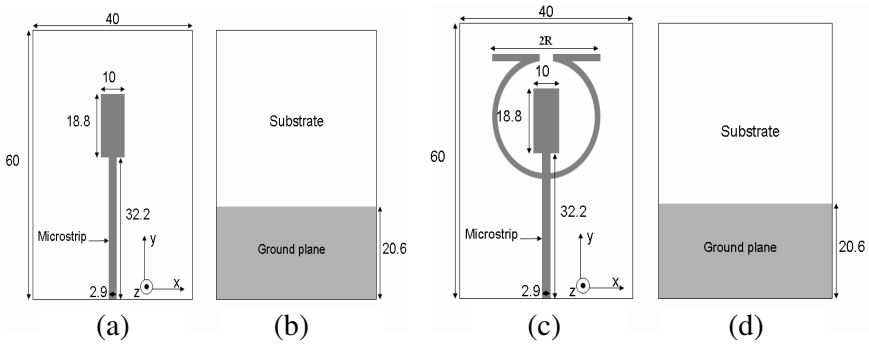 40
10
18.8
60
32.2
Microstrip
y
x
z
2.9
(a)
Substrate
Ground plane
20.6
(b)
40
2R
10
18.8
60
32.2
Microstrip
y
x
z
2.9
(c)
Substrate
Ground plane
20.6
(d)